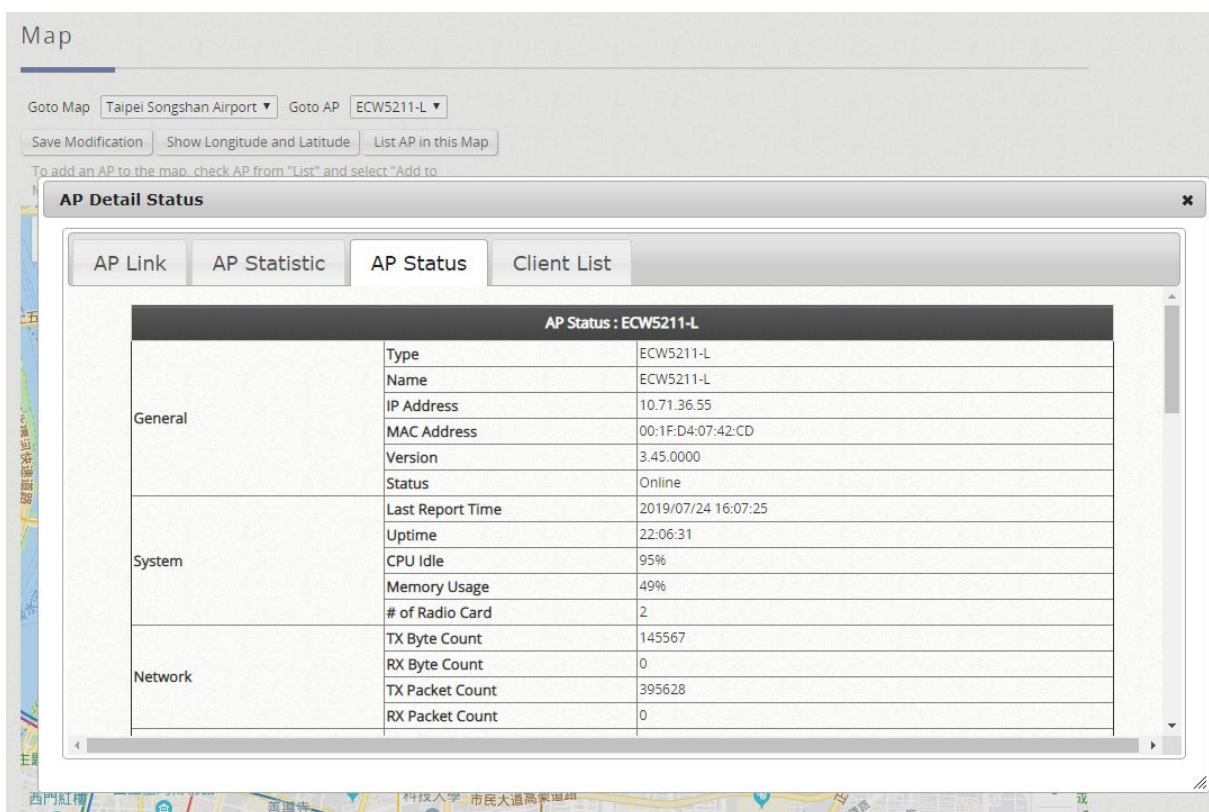 Map
Goto Map Taipei Songshan Airport Goto AP ECW5211-L
Save Modification Show Longitude and Latitude List AP in this Map
To add an AP to the map, check AP from "List" and select "Add to
AP Detail Status
AP Link AP Statistic AP Status Client List
AP Status : ECW5211-L
General
Type ECW5211-L
Name ECW5211-L
IP Address 10.71.36.55
MAC Address 00:1F:D4:07:42:CD
Version 3.45.0000
Status Online
System
Last Report Time 2019/07/24 16:07:25
Uptime 22:06:31
CPU Idle 95%
Memory Usage 49%
# of Radio Card 2
Network
TX Byte Count 145567
RX Byte Count 0
TX Packet Count 395628
RX Packet Count 0
西門紅樓
善導寺
市民大道高架道路